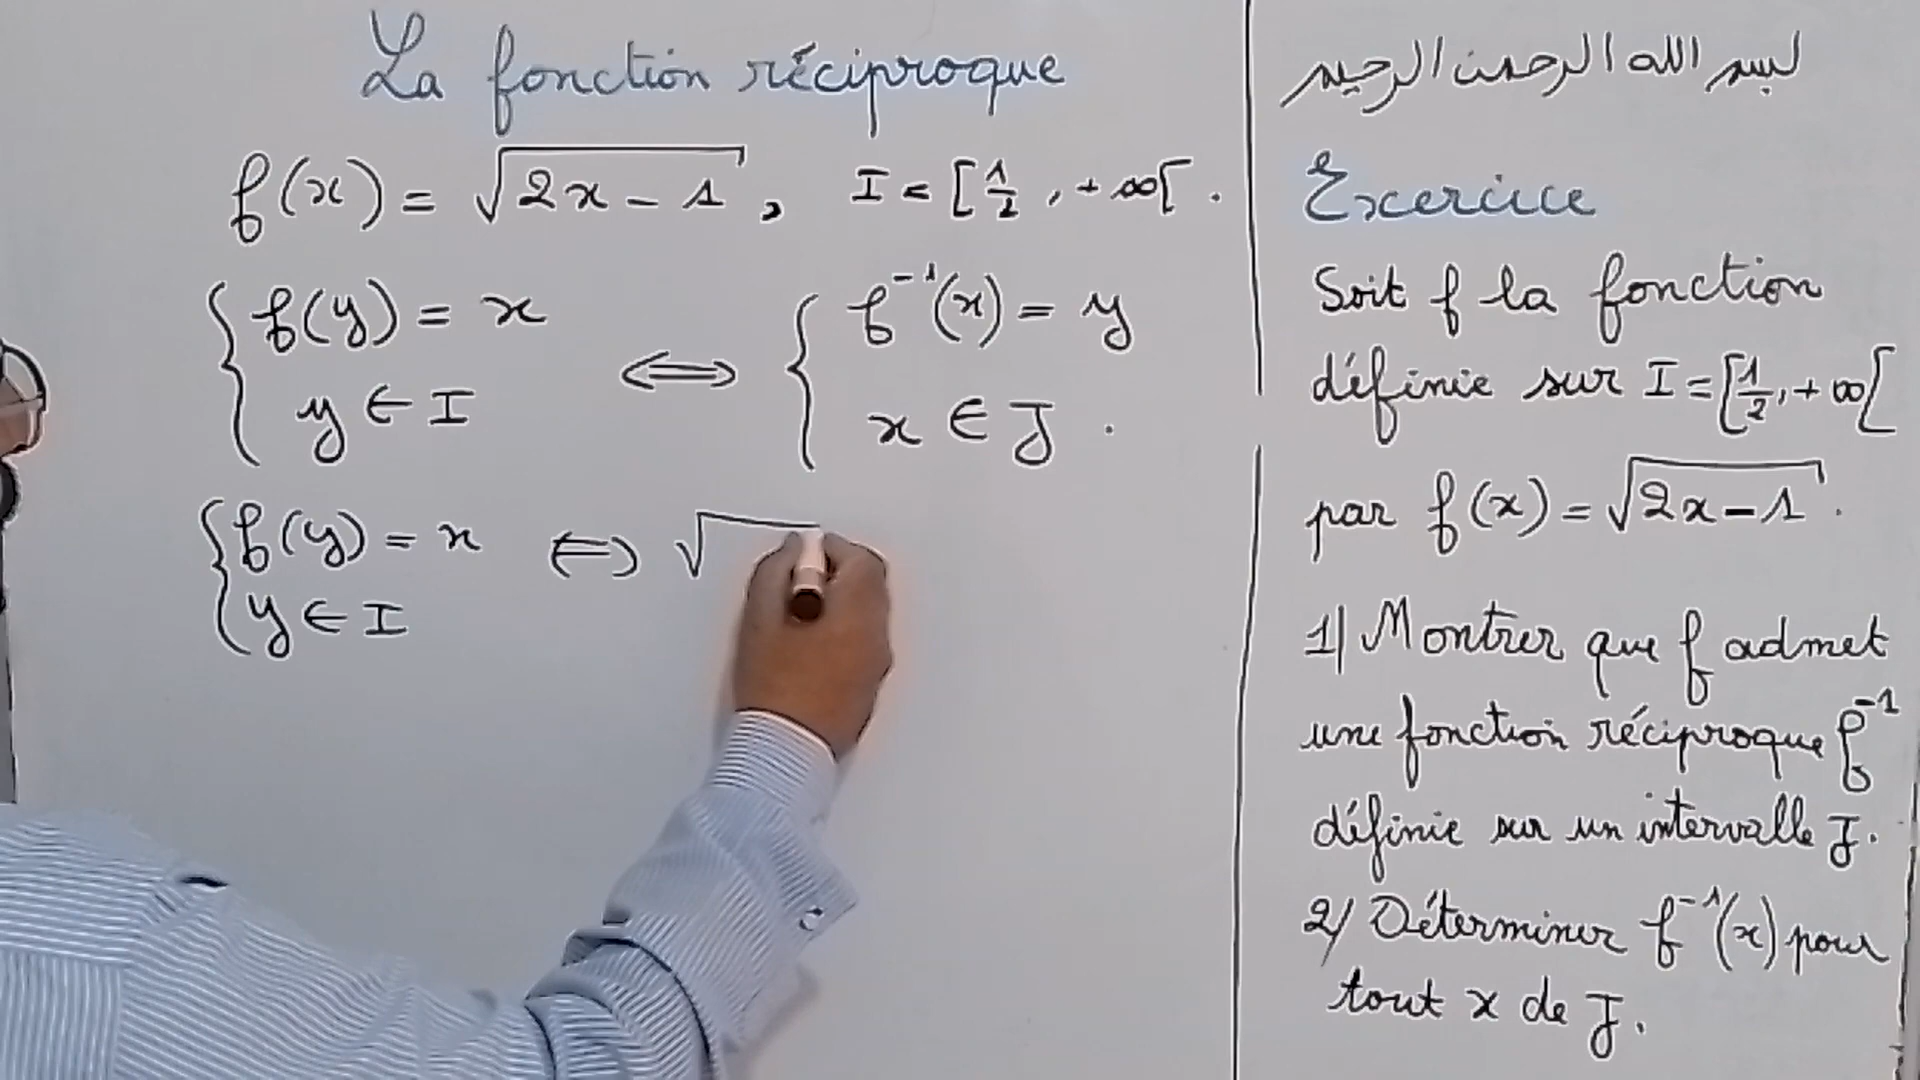 La fonction réciproque
f(x) = √(2x - 1), I = [1/2, +∞[.
{ f(y) = x
y ∈ I ⟺ { f⁻¹(x) = y
x ∈ J.
{ f(y) = x ⟺ √
y ∈ I
بسم الله الرحمن الرحيم
Exercice
Soit f la fonction
définie sur I = [1/2, +∞[
par f(x) = √(2x-1).
1) Montrer que f admet
une fonction réciproque f⁻¹
définie sur un intervalle J.
2) Déterminer f⁻¹(x) pour
tout x de J.